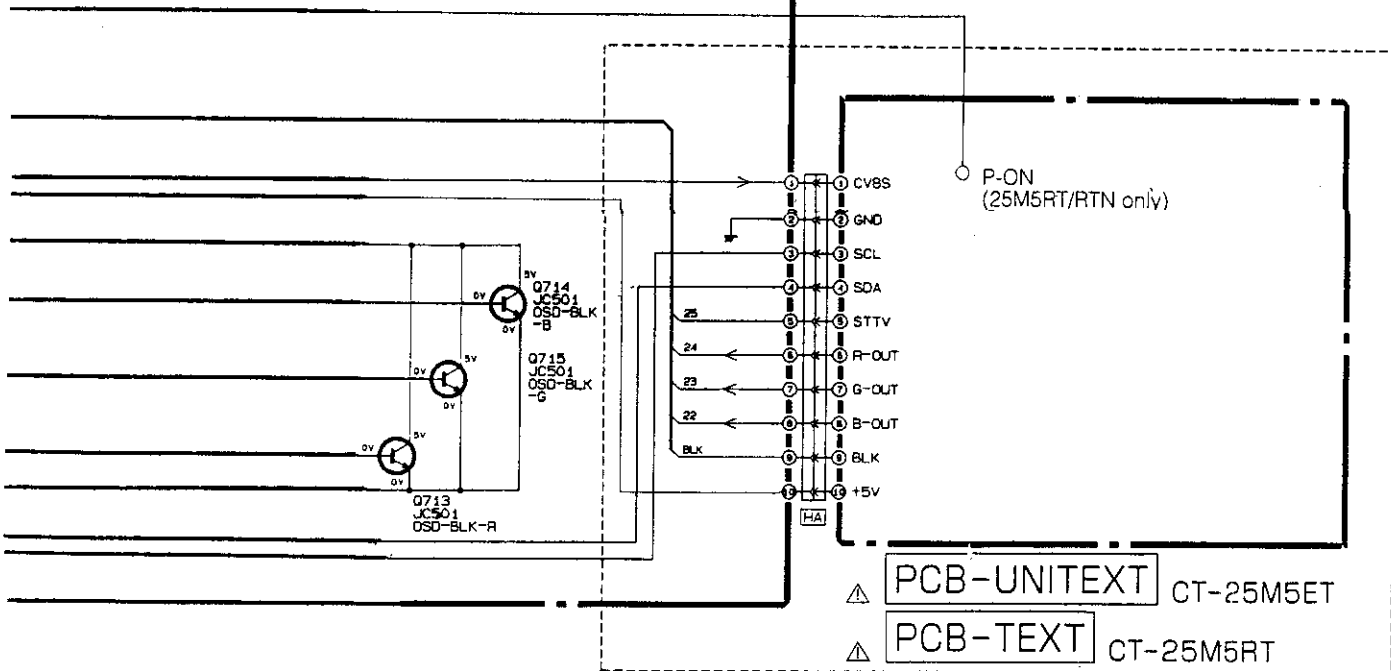 P-ON
(25M5RT/RTN only)
1 1 CVBS
2 2 GND
3 3 SCL
4 4 SDA
25 5 5 STTV
24 6 6 R-OUT
23 7 7 G-OUT
22 8 8 B-OUT
BLK 9 9 BLK
10 10 +5V
HA
5V
0V
0V
Q714
JC501
OSD-BLK
-B
5V
0V
0V
Q715
JC501
OSD-BLK
-G
5V
0V
0V
Q713
JC501
OSD-BLK-R
PCB-UNITEXT CT-25M5ET
PCB-TEXT CT-25M5RT